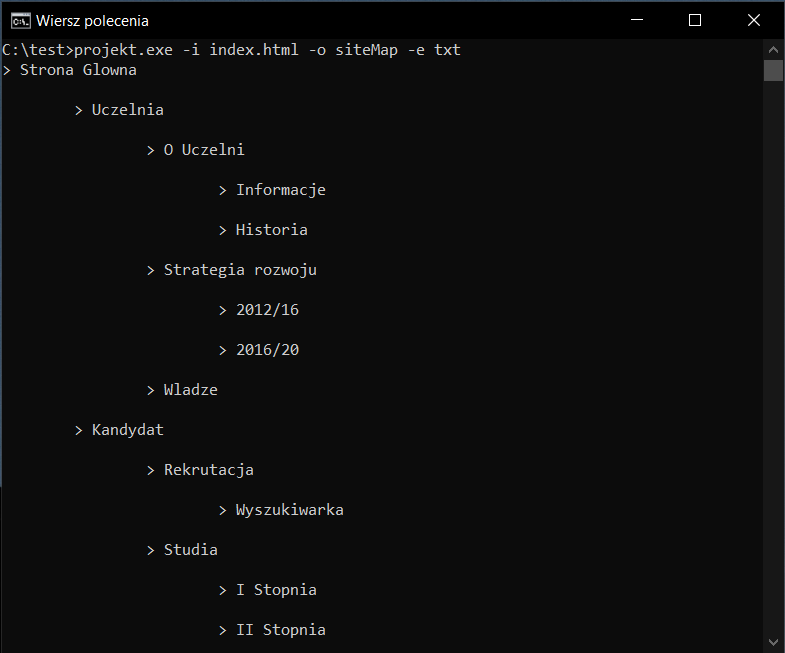 Wiersz polecenia
C:\test>projekt.exe -i index.html -o siteMap -e txt
> Strona Glowna
> Uczelnia
> O Uczelni
> Informacje
> Historia
> Strategia rozwoju
> 2012/16
> 2016/20
> Wladze
> Kandydat
> Rekrutacja
> Wyszukiwarka
> Studia
> I Stopnia
> II Stopnia